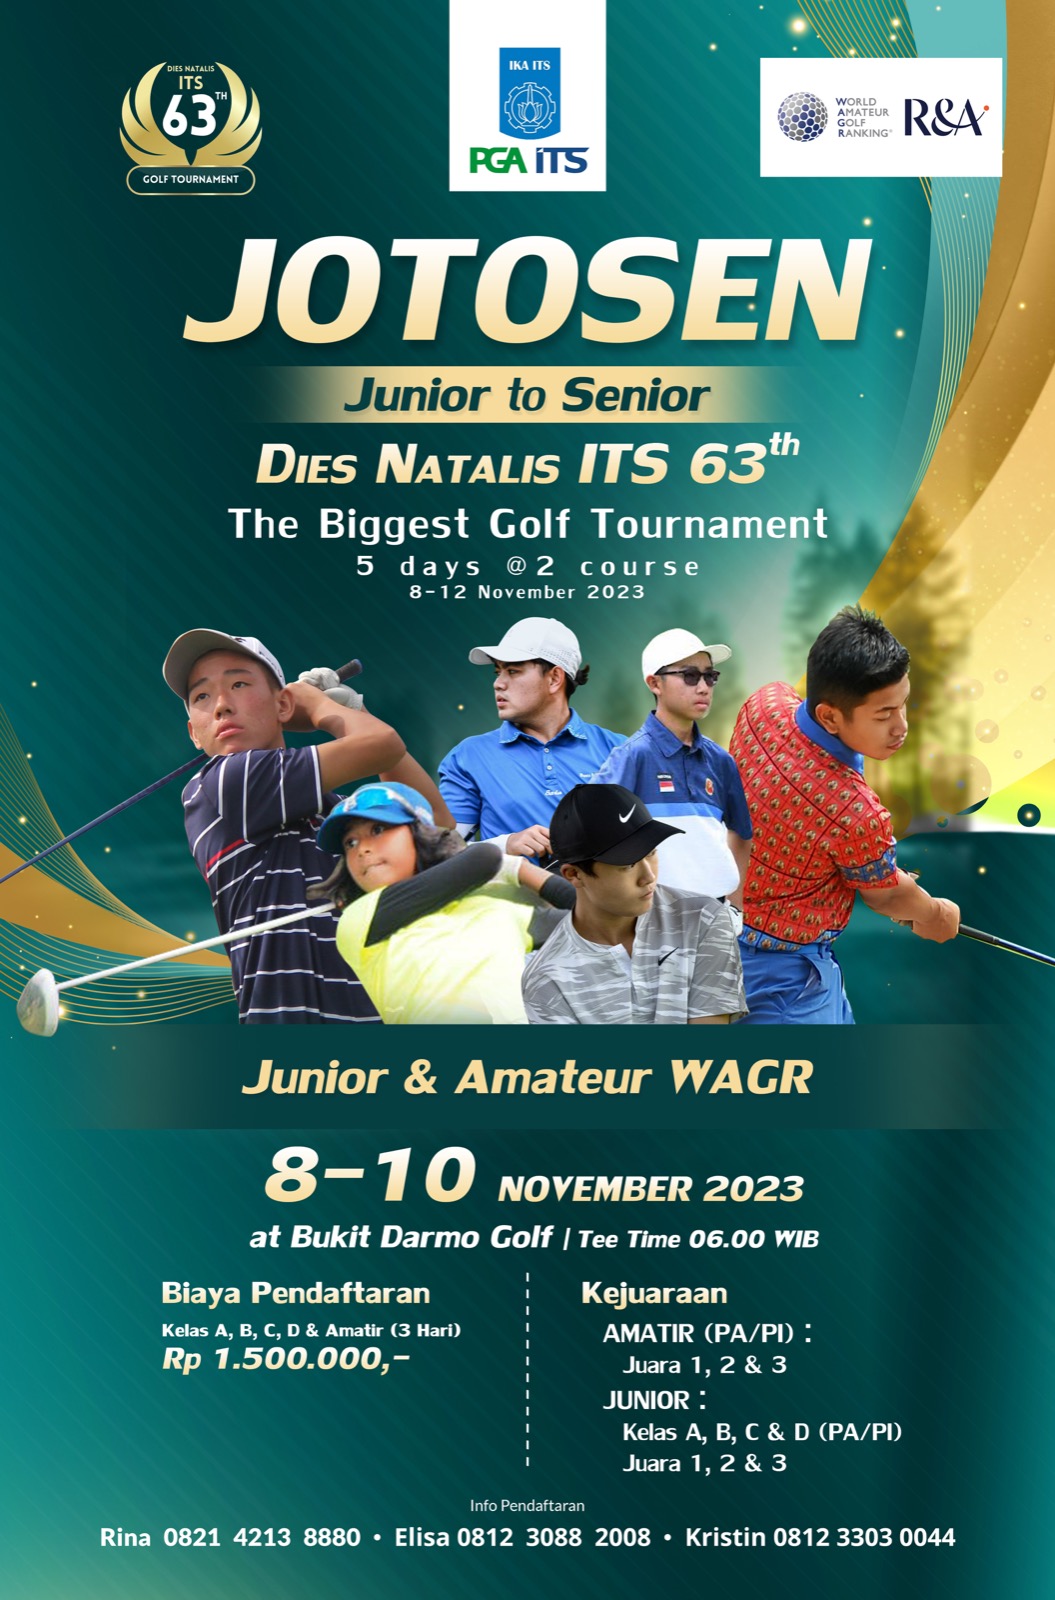 DIES NATALIS
ITS
63TH
GOLF TOURNAMENT
IKA ITS
PGA ITS
WORLD
AMATEUR
GOLF
RANKING
R&A
JOTOSEN
Junior to Senior
DIES NATALIS ITS 63th
The Biggest Golf Tournament
5 days @2 course
8-12 November 2023
Junior & Amateur WAGR
8-10 NOVEMBER 2023
at Bukit Darmo Golf | Tee Time 06.00 WIB
Biaya Pendaftaran
Kelas A, B, C, D & Amatir (3 Hari)
Rp 1.500.000,-
Kejuaraan
AMATIR (PA/PI) :
Juara 1, 2 & 3
JUNIOR :
Kelas A, B, C & D (PA/PI)
Juara 1, 2 & 3
Info Pendaftaran
Rina 0821 4213 8880 • Elisa 0812 3088 2008 • Kristin 0812 3303 0044